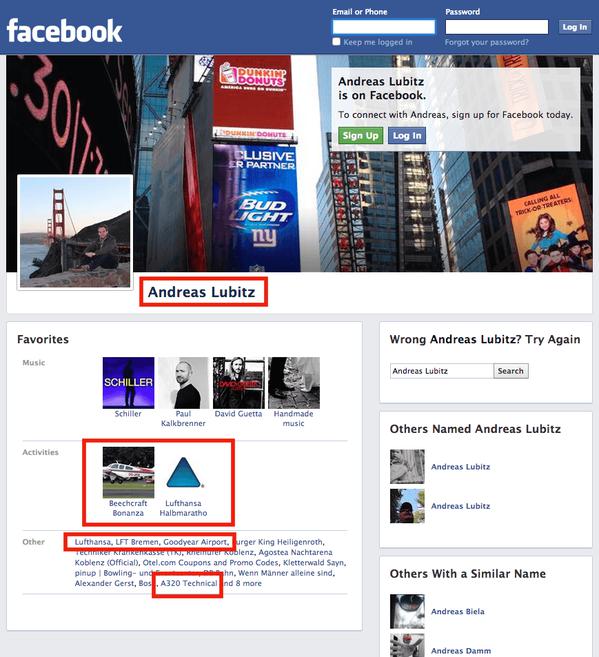 facebook
Email or Phone
Password
Log In
Keep me logged in
Forgot your password?
30/7:
DUNKIN' DONUTS
AMERICA RUNS ON DUNKIN'
DUNKIN' DONUTS
CLUSIVE
ER PARTNER
BUD LIGHT
ny
CALLING ALL
TRICK-OR-TREATERS
Andreas Lubitz
is on Facebook.
To connect with Andreas, sign up for Facebook today.
Sign Up
Log In
Andreas Lubitz
Favorites
Music
SCHILLER
Schiller
Paul
Kalkbrenner
David Guetta
Handmade
music
Activities
Beechcraft
Bonanza
Lufthansa
Halbmaratho
Other
Lufthansa, LFT Bremen, Goodyear Airport, Burger King Heiligenroth,
Techniker Krankenkasse (TK), Rheinufer Koblenz, Agostea Nachtarena
Koblenz (Official), Otel.com Coupons and Promo Codes, Kletterwald Sayn,
pinup | Bowling- und Bahn, Wenn Männer alleine sind,
Alexander Gerst, A320 Technical and 8 more
Wrong Andreas Lubitz? Try Again
Andreas Lubitz
Search
Others Named Andreas Lubitz
Andreas Lubitz
Andreas Lubitz
Others With a Similar Name
Andreas Biela
Andreas Damm